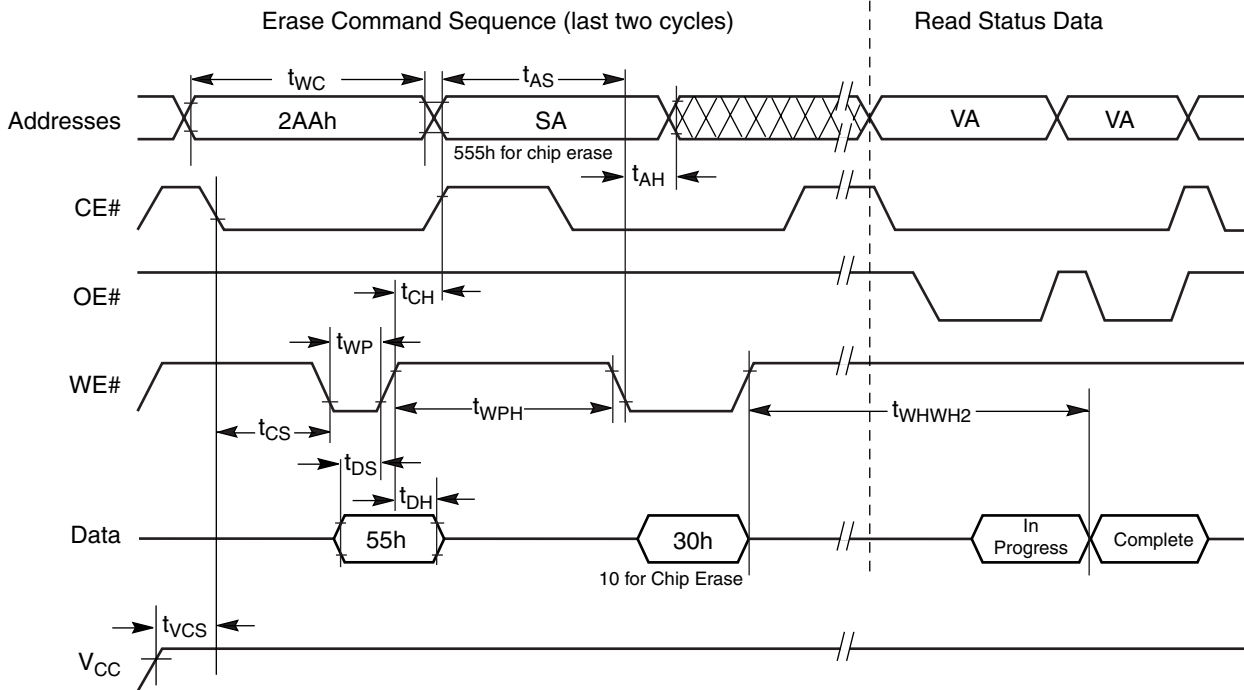 Erase Command Sequence (last two cycles)
Read Status Data
tWC
tAS
Addresses
2AAh
SA
VA
VA
555h for chip erase
tAH
CE#
OE#
tCH
tWP
WE#
tWPH
tWHWH2
tCS
tDS
tDH
Data
55h
30h
In
Progress
Complete
10 for Chip Erase
tVCS
VCC